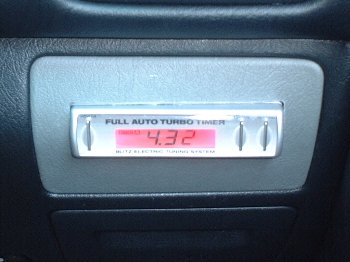 FULL AUTO TURBO TIMER
4.32
BLITZ ELECTRIC TUNING SYSTEM